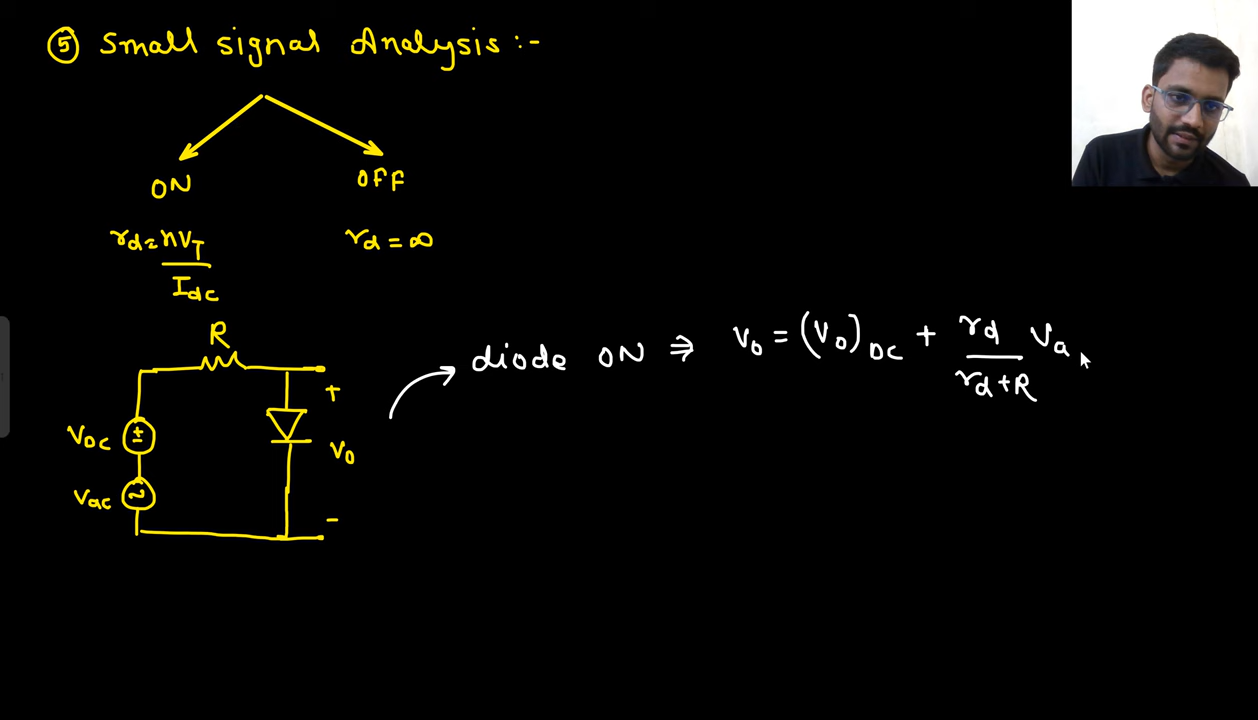 ⑤ Small signal Analysis :-
ON
OFF
rd = nVT / Idc
rd = ∞
R
diode ON ⇒ V0 = (V0)DC + rd / (rd + R) Va
+
VDC
V0
Vac
-